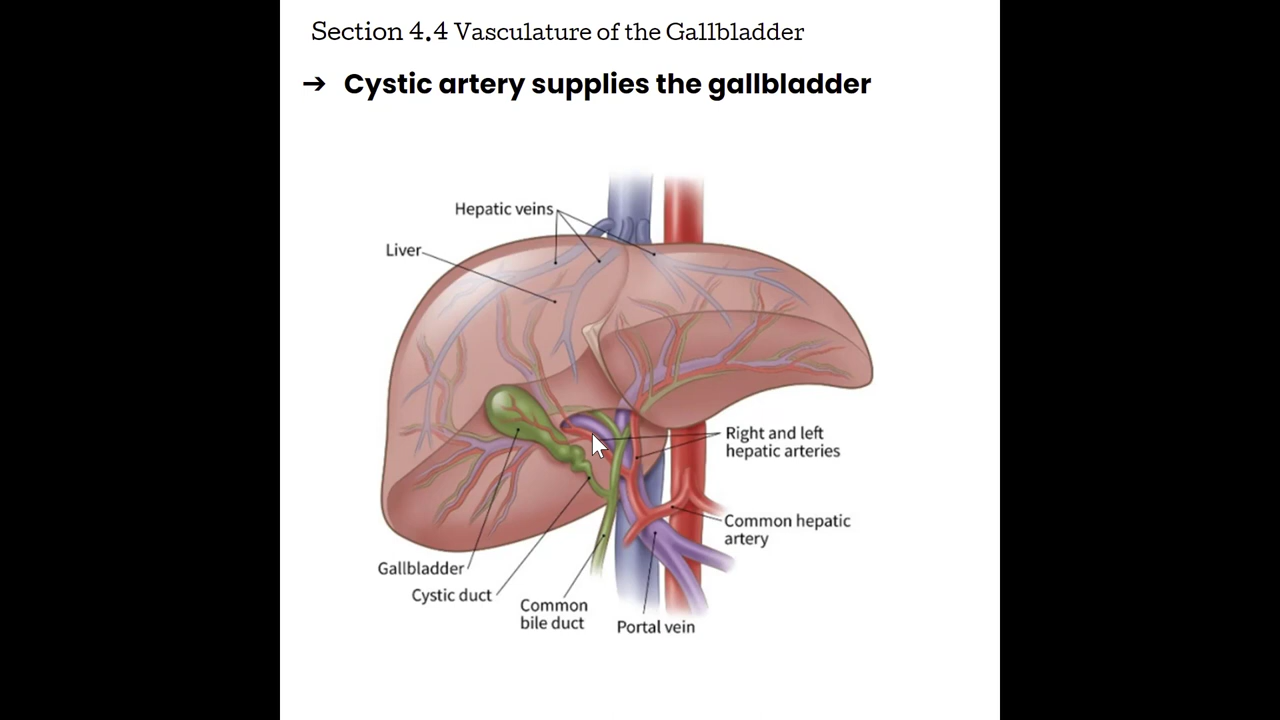 Section 4.4 Vasculature of the Gallbladder
➔ Cystic artery supplies the gallbladder
Hepatic veins
Liver
Right and left
hepatic arteries
Common hepatic
artery
Gallbladder
Cystic duct
Common
bile duct
Portal vein